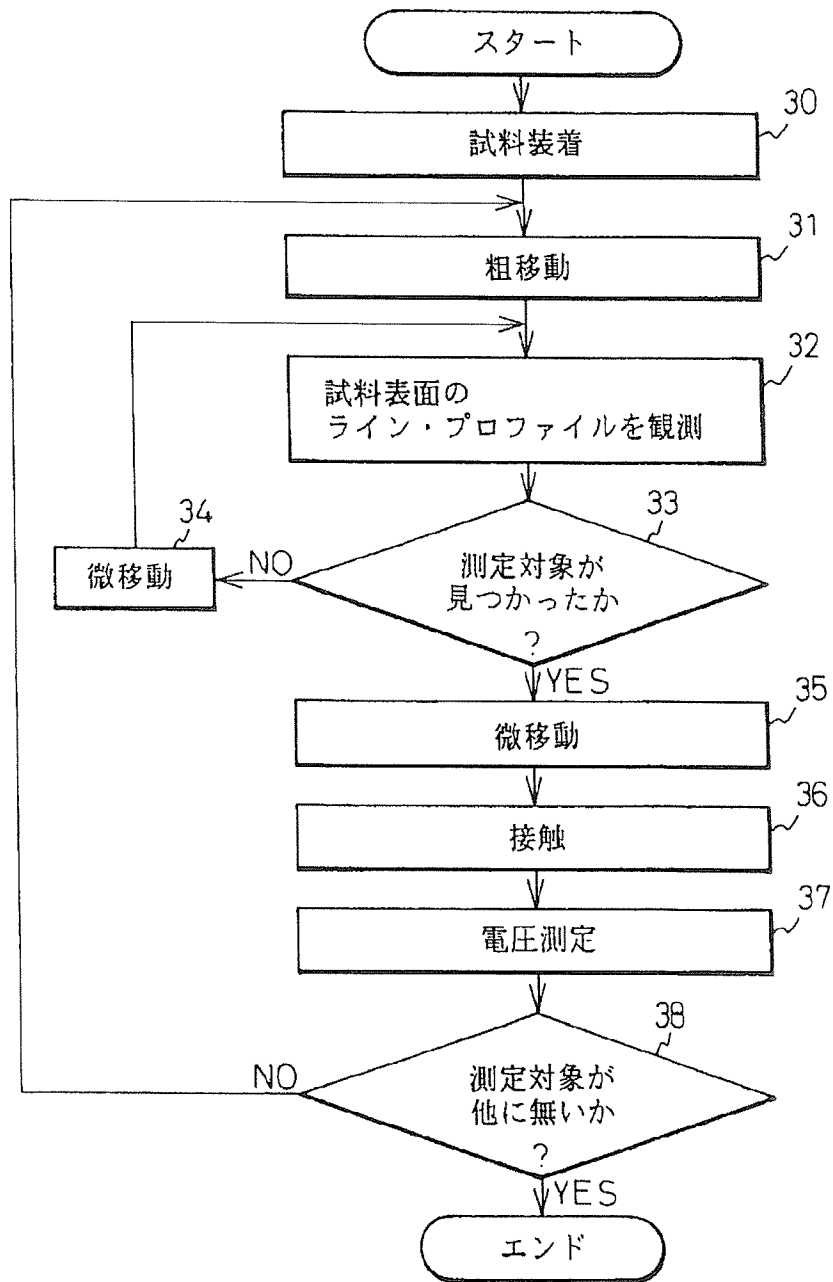 スタート
30
試料装着
31
粗移動
32
試料表面の
ライン・プロファイルを観測
33
測定対象が
見つかったか
?
NO
34
微移動
YES
35
微移動
36
接触
37
電圧測定
38
測定対象が
他に無いか
?
NO
YES
エンド